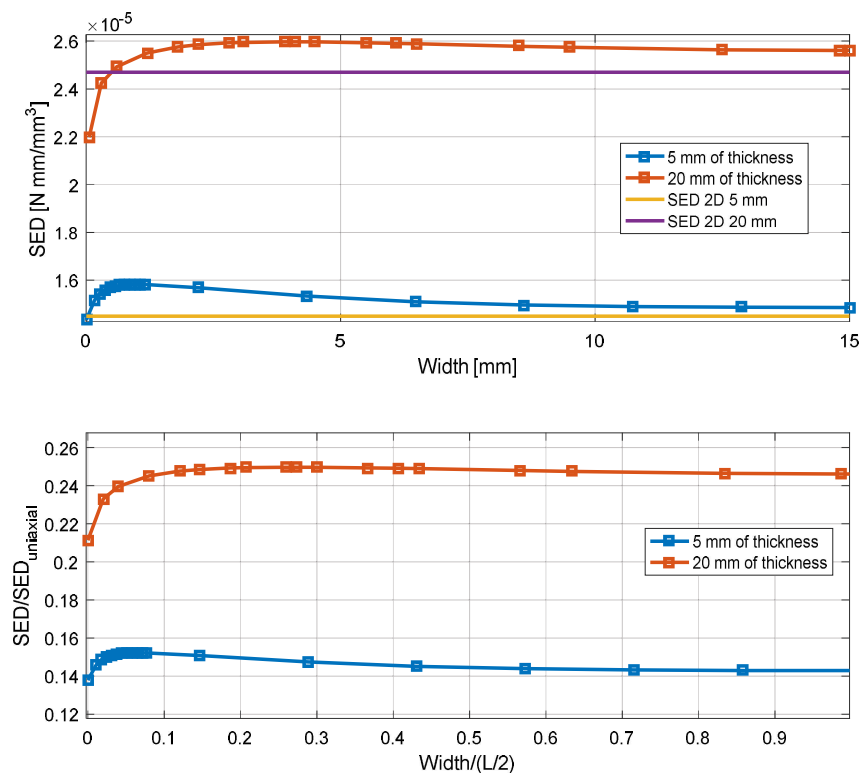 ×10⁻⁵
2.6
2.4
2.2
2
1.8
1.6
SED [N mm/mm³]
0
5
10
15
Width [mm]
5 mm of thickness
20 mm of thickness
SED 2D 5 mm
SED 2D 20 mm
0.26
0.24
0.22
0.2
0.18
0.16
0.14
0.12
SED/SED_uniaxial
0
0.1
0.2
0.3
0.4
0.5
0.6
0.7
0.8
0.9
Width/(L/2)
5 mm of thickness
20 mm of thickness